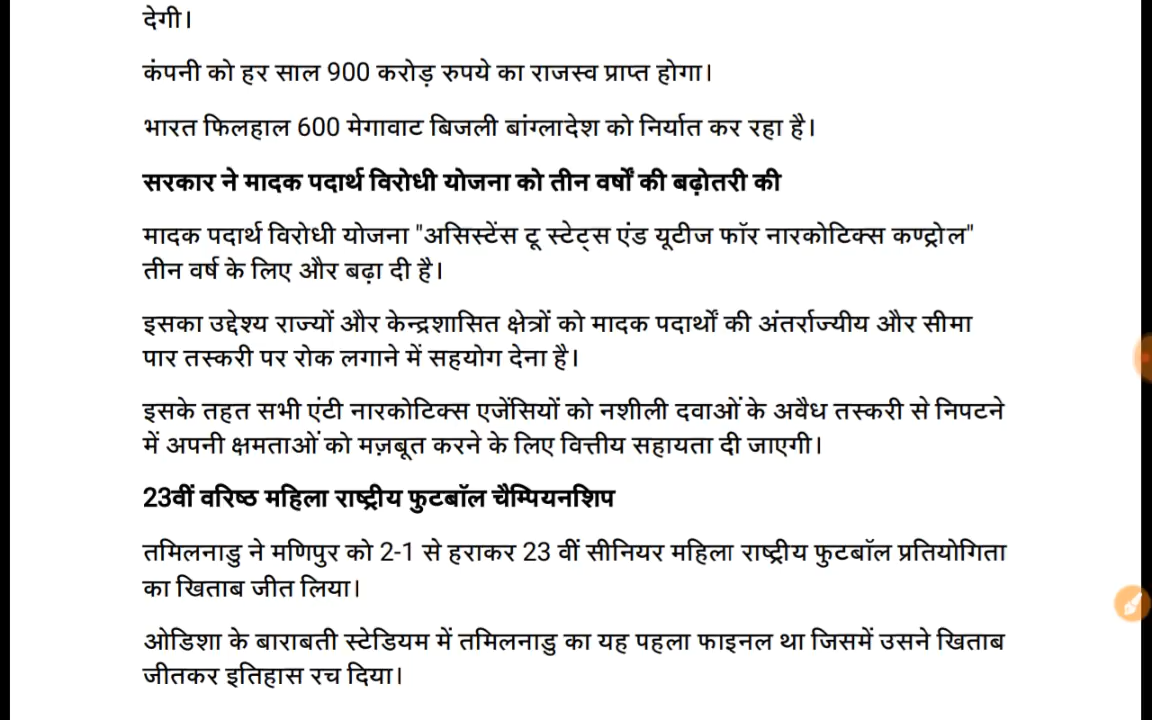 देगी।
कंपनी को हर साल 900 करोड़ रुपये का राजस्व प्राप्त होगा।
भारत फिलहाल 600 मेगावाट बिजली बांग्लादेश को निर्यात कर रहा है।
सरकार ने मादक पदार्थ विरोधी योजना को तीन वर्षों की बढ़ोतरी की
मादक पदार्थ विरोधी योजना "असिस्टेंस टू स्टेट्स एंड यूटीज फॉर नारकोटिक्स कण्ट्रोल"
तीन वर्ष के लिए और बढ़ा दी है।
इसका उद्देश्य राज्यों और केन्द्रशासित क्षेत्रों को मादक पदार्थों की अंतर्राज्यीय और सीमा
पार तस्करी पर रोक लगाने में सहयोग देना है।
इसके तहत सभी एंटी नारकोटिक्स एजेंसियों को नशीली दवाओं के अवैध तस्करी से निपटने
में अपनी क्षमताओं को मज़बूत करने के लिए वित्तीय सहायता दी जाएगी।
23वीं वरिष्ठ महिला राष्ट्रीय फुटबॉल चैम्पियनशिप
तमिलनाडु ने मणिपुर को 2-1 से हराकर 23 वीं सीनियर महिला राष्ट्रीय फुटबॉल प्रतियोगिता
का खिताब जीत लिया।
ओडिशा के बाराबती स्टेडियम में तमिलनाडु का यह पहला फाइनल था जिसमें उसने खिताब
जीतकर इतिहास रच दिया।